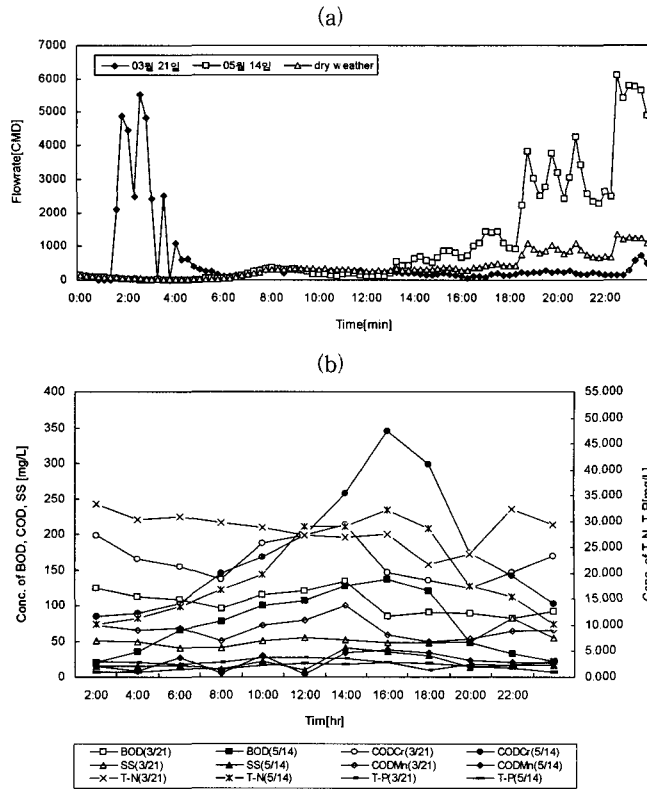 (a)
7000
6000
5000
4000
3000
2000
1000
0
Flowrate[CMD]
03월 21일 05월 14일 dry weather
0:00 2:00 4:00 6:00 8:00 10:00 12:00 14:00 16:00 18:00 20:00 22:00
Time[min]
(b)
400
350
300
250
200
150
100
50
0
Conc. of BOD, COD, SS [mg/L]
55.000
50.000
45.000
40.000
35.000
30.000
25.000
20.000
15.000
10.000
5.000
0.000
Conc. of T-N, T-P[mg/L]
2:00 4:00 6:00 8:00 10:00 12:00 14:00 16:00 18:00 20:00 22:00
Tim[hr]
BOD(3/21) BOD(5/14) CODCr(3/21) CODCr(5/14)
SS(3/21) SS(5/14) CODMn(3/21) CODMn(5/14)
T-N(3/21) T-N(5/14) T-P(3/21) T-P(5/14)